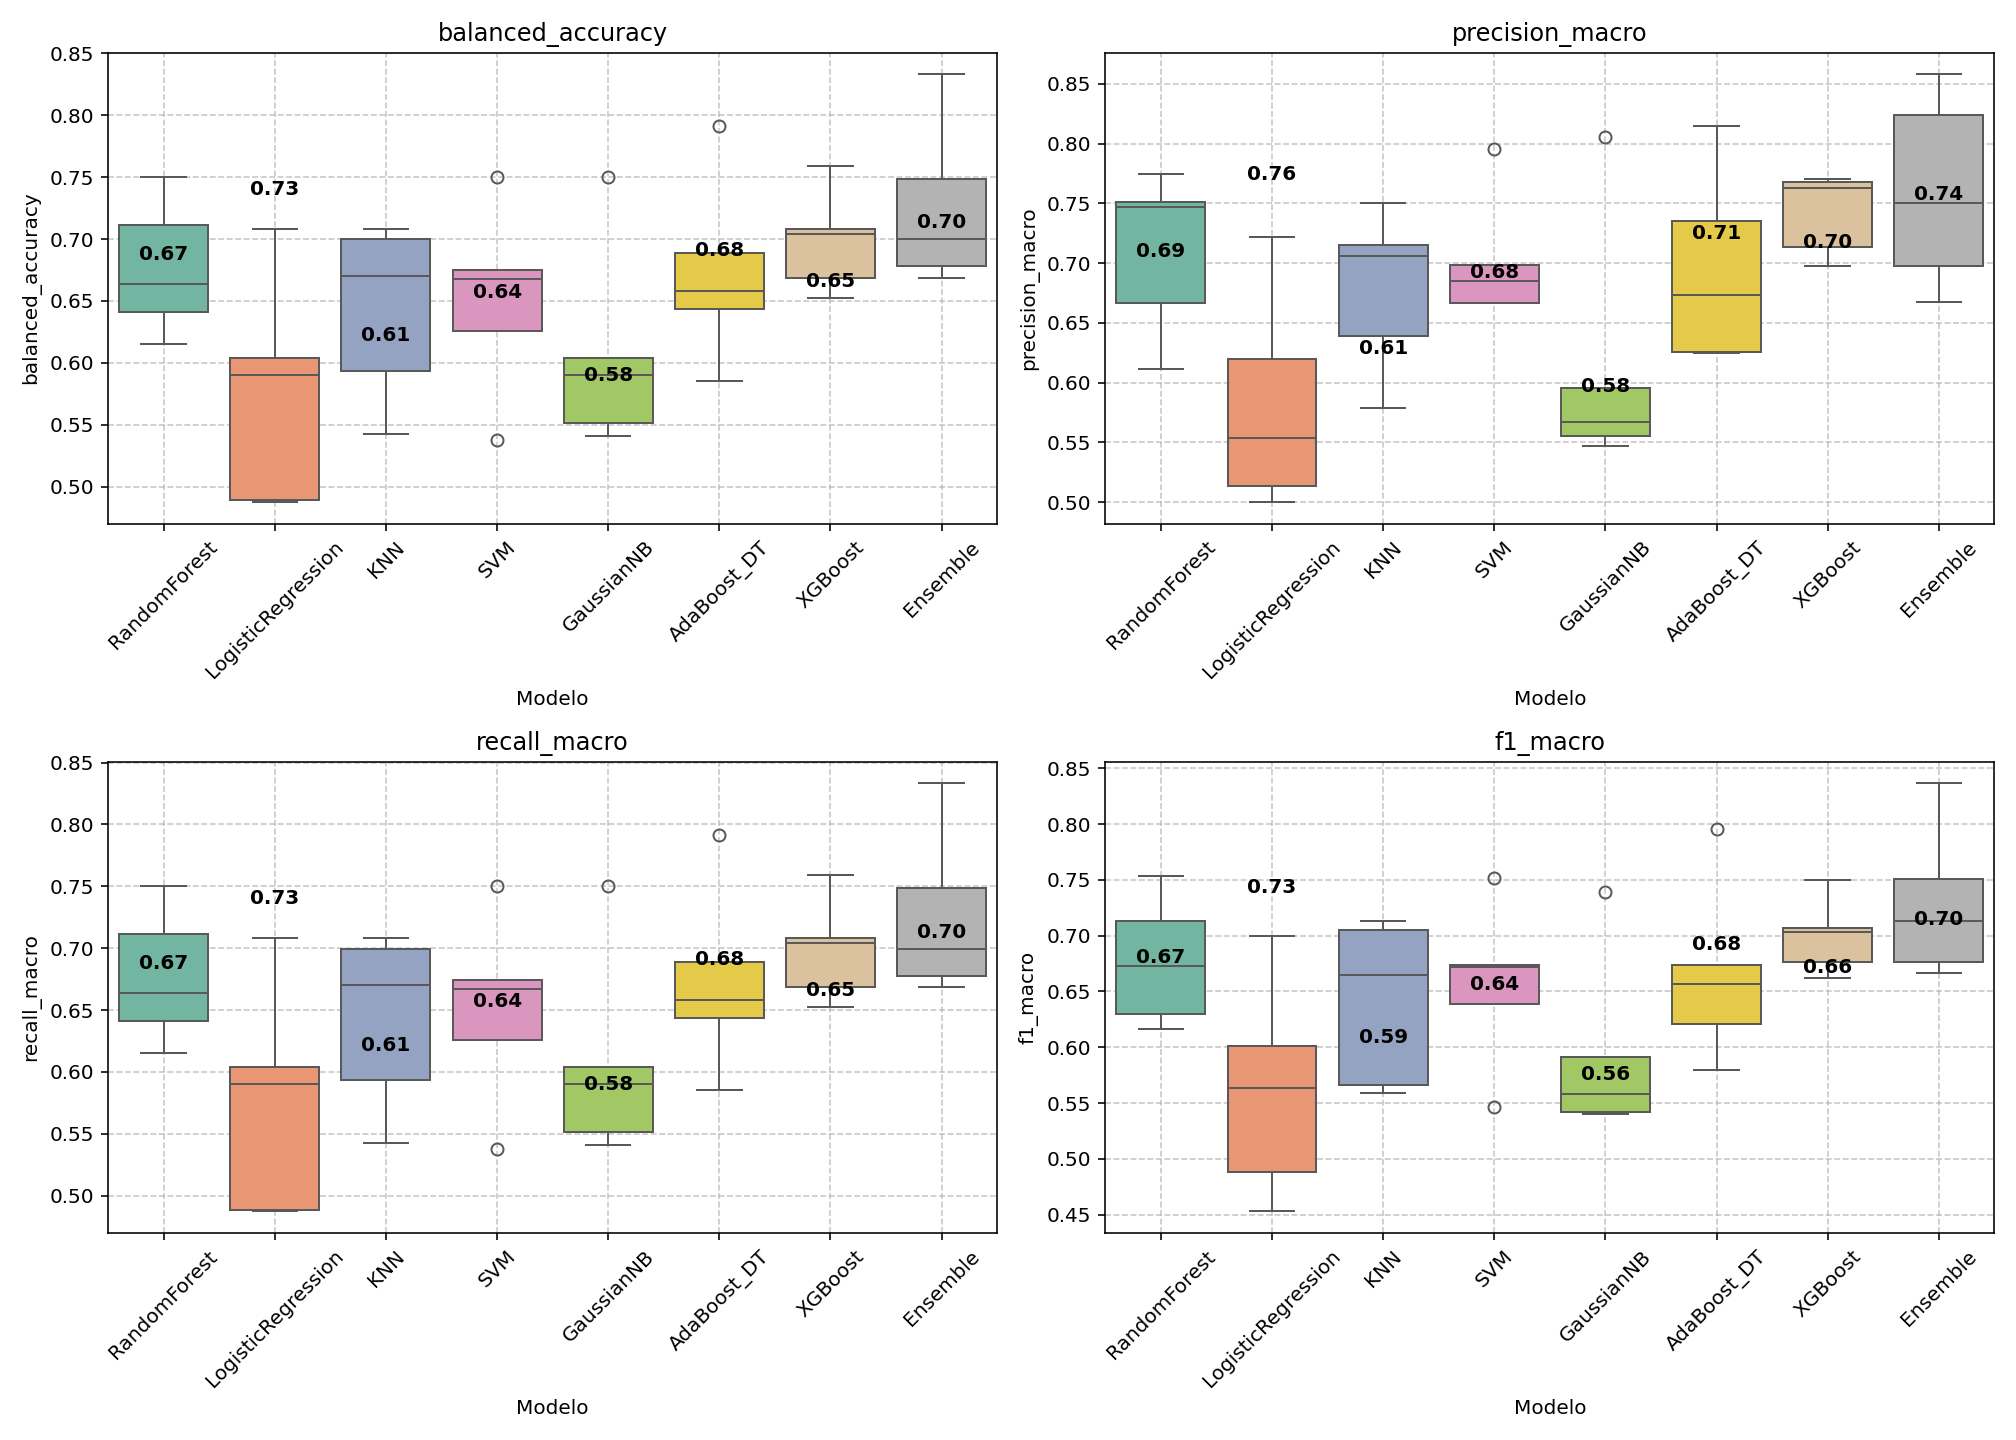 balanced_accuracy
balanced_accuracy
0.85
0.80
0.75
0.70
0.65
0.60
0.55
0.50
0.67
0.73
0.61
0.64
0.58
0.68
0.65
0.70
RandomForest
LogisticRegression
KNN
SVM
GaussianNB
AdaBoost_DT
XGBoost
Ensemble
Modelo
precision_macro
precision_macro
0.85
0.80
0.75
0.70
0.65
0.60
0.55
0.50
0.69
0.76
0.61
0.68
0.58
0.71
0.70
0.74
RandomForest
LogisticRegression
KNN
SVM
GaussianNB
AdaBoost_DT
XGBoost
Ensemble
Modelo
recall_macro
recall_macro
0.85
0.80
0.75
0.70
0.65
0.60
0.55
0.50
0.67
0.73
0.61
0.64
0.58
0.68
0.65
0.70
RandomForest
LogisticRegression
KNN
SVM
GaussianNB
AdaBoost_DT
XGBoost
Ensemble
Modelo
f1_macro
f1_macro
0.85
0.80
0.75
0.70
0.65
0.60
0.55
0.50
0.45
0.67
0.73
0.59
0.64
0.56
0.68
0.66
0.70
RandomForest
LogisticRegression
KNN
SVM
GaussianNB
AdaBoost_DT
XGBoost
Ensemble
Modelo